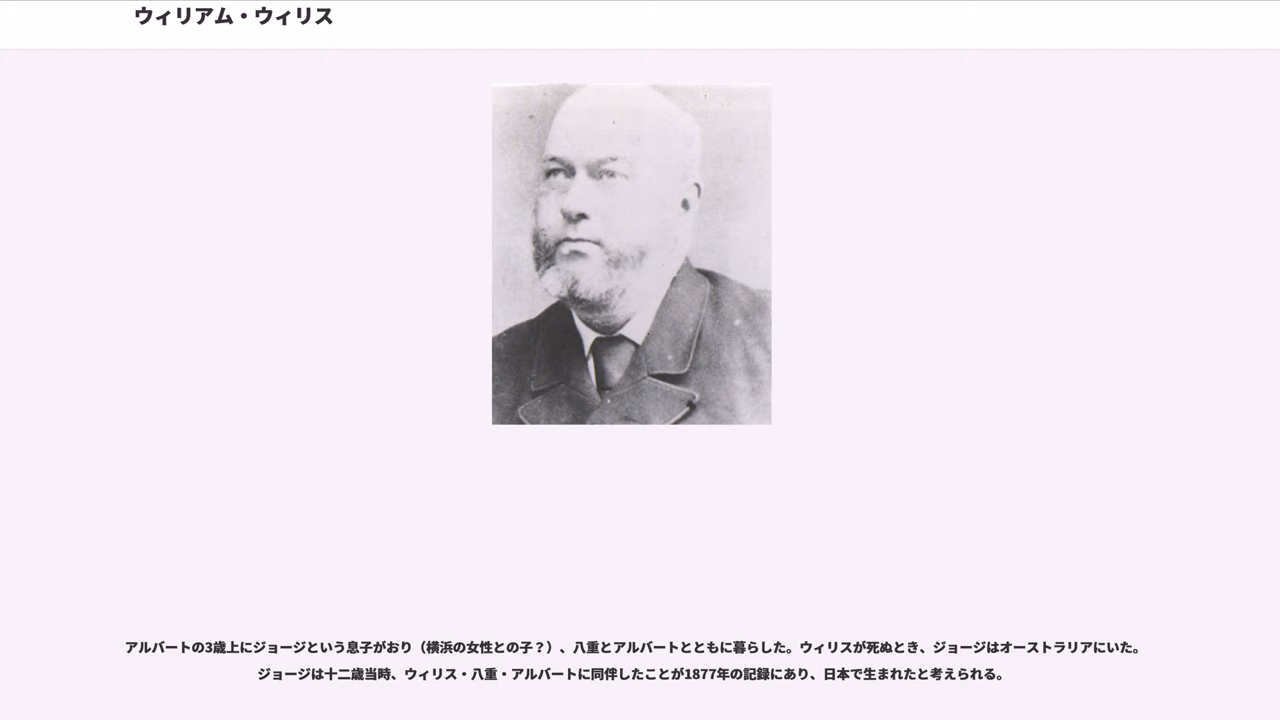 ウィリアム・ウィリス
アルバートの3歳上にジョージという息子がおり（横浜の女性との子？）、八重とアルバートとともに暮らした。ウィリスが死ぬとき、ジョージはオーストラリアにいた。
ジョージは十二歳当時、ウィリス・八重・アルバートに同伴したことが1877年の記録にあり、日本で生まれたと考えられる。